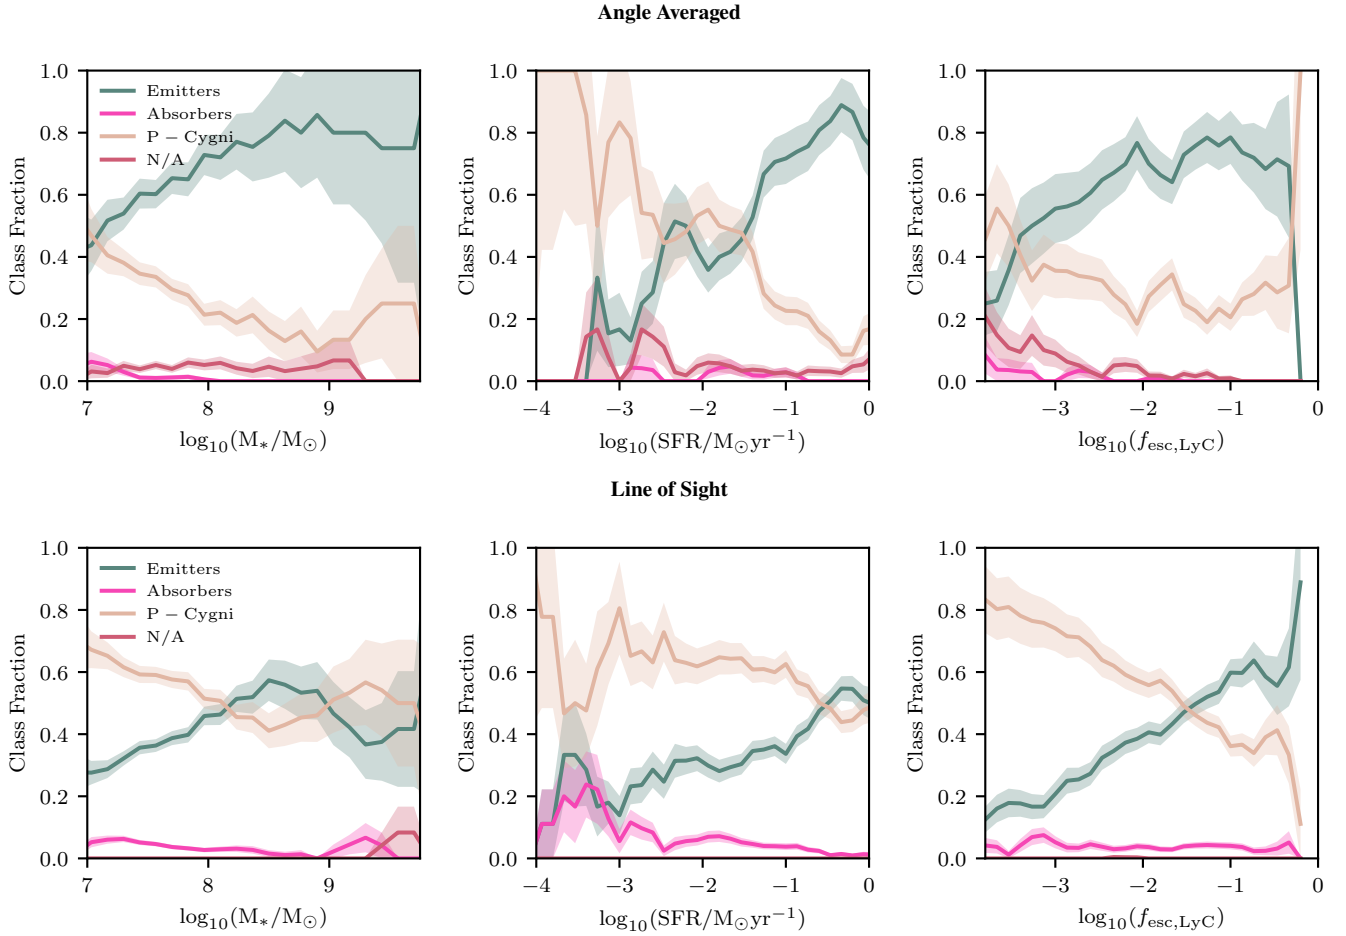 Angle Averaged
Class Fraction
1.0
0.8
0.6
0.4
0.2
0.0
Emitters
Absorbers
P − Cygni
N/A
7
8
9
log₁₀(M∗/M⊙)
Class Fraction
1.0
0.8
0.6
0.4
0.2
0.0
−4
−3
−2
−1
0
log₁₀(SFR/M⊙yr⁻¹)
Class Fraction
1.0
0.8
0.6
0.4
0.2
0.0
−3
−2
−1
0
log₁₀(f_esc,LyC)
Line of Sight
Class Fraction
1.0
0.8
0.6
0.4
0.2
0.0
Emitters
Absorbers
P − Cygni
N/A
7
8
9
log₁₀(M∗/M⊙)
Class Fraction
1.0
0.8
0.6
0.4
0.2
0.0
−4
−3
−2
−1
0
log₁₀(SFR/M⊙yr⁻¹)
Class Fraction
1.0
0.8
0.6
0.4
0.2
0.0
−3
−2
−1
0
log₁₀(f_esc,LyC)